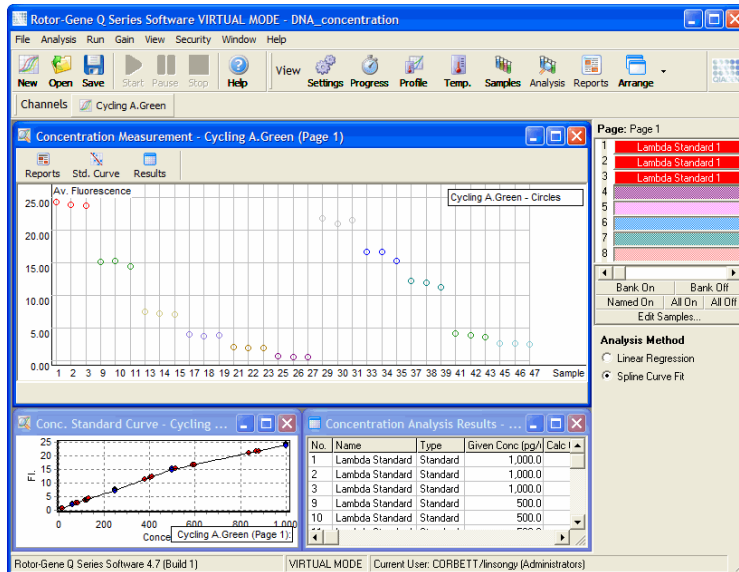 Rotor-Gene Q Series Software VIRTUAL MODE - DNA_concentration
File Analysis Run Gain View Security Window Help
New Open Save Start Pause Stop Help View Settings Progress Profile Temp. Samples Analysis Reports Arrange
Channels Cycling A.Green
Concentration Measurement - Cycling A.Green (Page 1)
Reports Std. Curve Results
Av. Fluorescence
Cycling A.Green - Circles
25.00
20.00
15.00
10.00
5.00
0.00
1 2 3 9 10 11 13 14 15 17 18 19 21 22 23 25 26 27 29 30 31 33 34 35 37 38 39 41 42 43 45 46 47 Sample
Page: Page 1
1 Lambda Standard 1
2 Lambda Standard 1
3 Lambda Standard 1
4
5
6
7
8
Bank On Bank Off
Named On All On All Off
Edit Samples...
Analysis Method
Linear Regression
Spline Curve Fit
Conc. Standard Curve - Cycling ...
Fl.
25
20
15
10
5
0
0 200 400 600 800 1,000
Conce
Cycling A.Green (Page 1):
Concentration Analysis Results - ...
No. Name Type Given Conc (pg/ Calc
1 Lambda Standard Standard 1,000.0
2 Lambda Standard Standard 1,000.0
3 Lambda Standard Standard 1,000.0
9 Lambda Standard Standard 500.0
10 Lambda Standard Standard 500.0
Rotor-Gene Q Series Software 4.7 (Build 1) VIRTUAL MODE Current User: CORBETT/linsongy (Administrators)